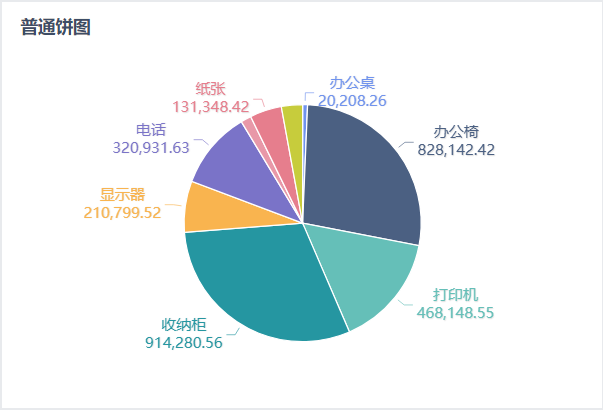 普通饼图
办公桌
20,208.26
纸张
131,348.42
办公椅
828,142.42
电话
320,931.63
显示器
210,799.52
打印机
468,148.55
收纳柜
914,280.56